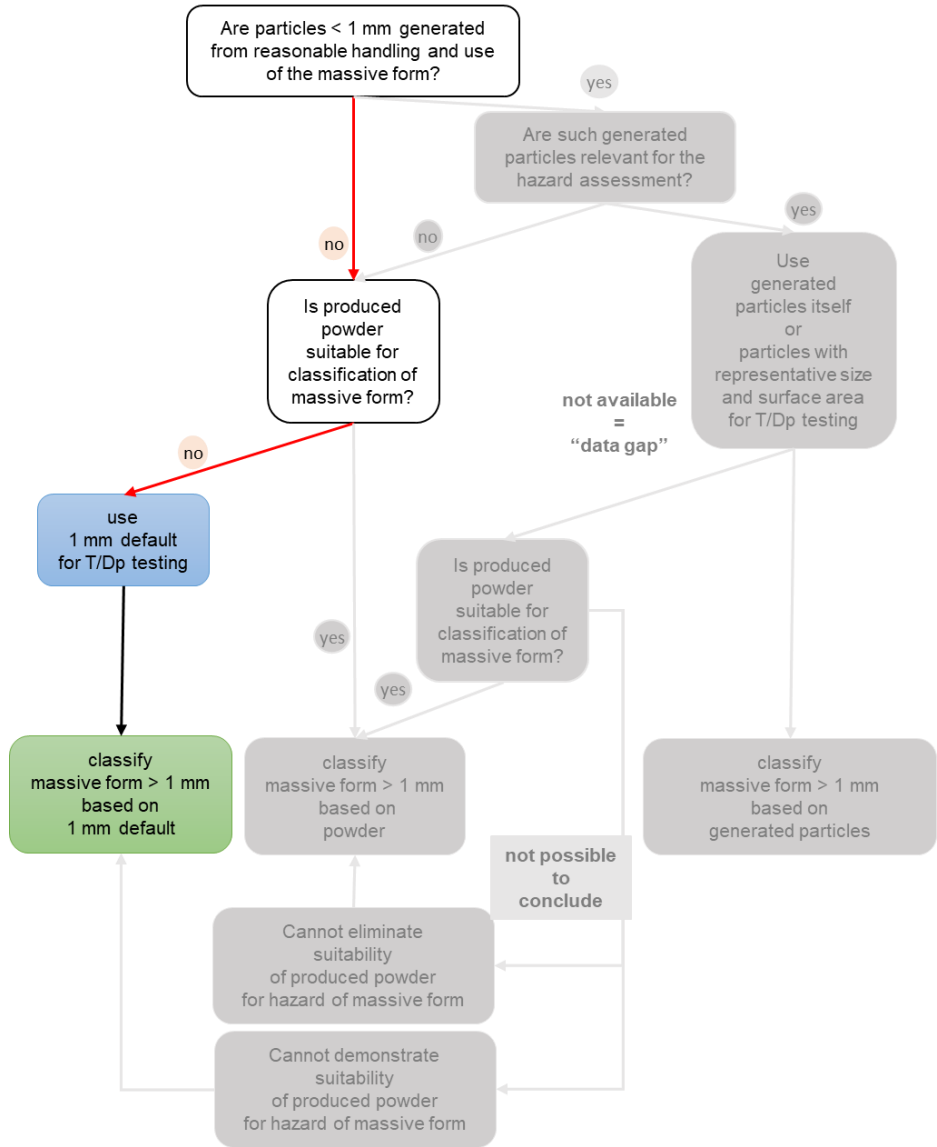 Are particles < 1 mm generated
from reasonable handling and use
of the massive form?
yes
Are such generated
particles relevant for the
hazard assessment?
yes
no
no
Use
generated
particles itself
or
particles with
representative size
and surface area
for T/Dp testing
Is produced
powder
suitable for
classification of
massive form?
not available
=
“data gap”
no
use
1 mm default
for T/Dp testing
Is produced
powder
suitable for
classification of
massive form?
yes
yes
classify
massive form > 1 mm
based on
1 mm default
classify
massive form > 1 mm
based on
powder
classify
massive form > 1 mm
based on
generated particles
not possible
to
conclude
Cannot eliminate
suitability
of produced powder
for hazard of massive form
Cannot demonstrate
suitability
of produced powder
for hazard of massive form